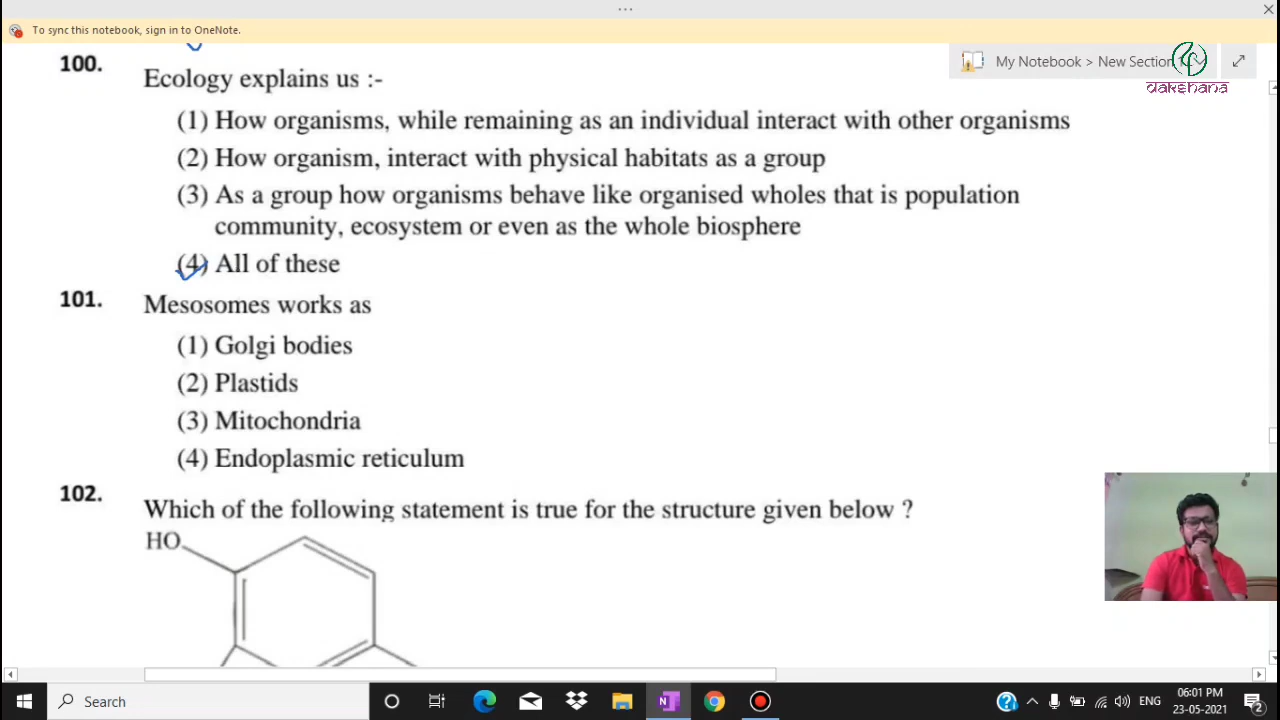 To sync this notebook, sign in to OneNote.
My Notebook > New Section 1
dakshana
100.
Ecology explains us :-
(1) How organisms, while remaining as an individual interact with other organisms
(2) How organism, interact with physical habitats as a group
(3) As a group how organisms behave like organised wholes that is population
community, ecosystem or even as the whole biosphere
(4) All of these
101.
Mesosomes works as
(1) Golgi bodies
(2) Plastids
(3) Mitochondria
(4) Endoplasmic reticulum
102.
Which of the following statement is true for the structure given below ?
HO
Search
ENG
06:01 PM
23-05-2021
2